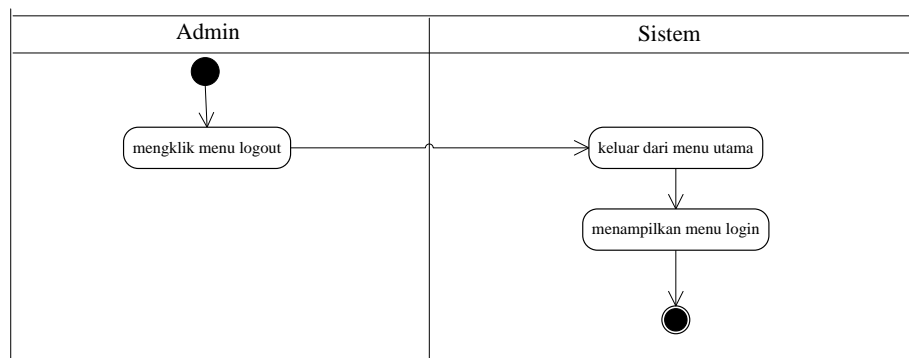 Admin
Sistem
mengklik menu logout
keluar dari menu utama
menampilkan menu login